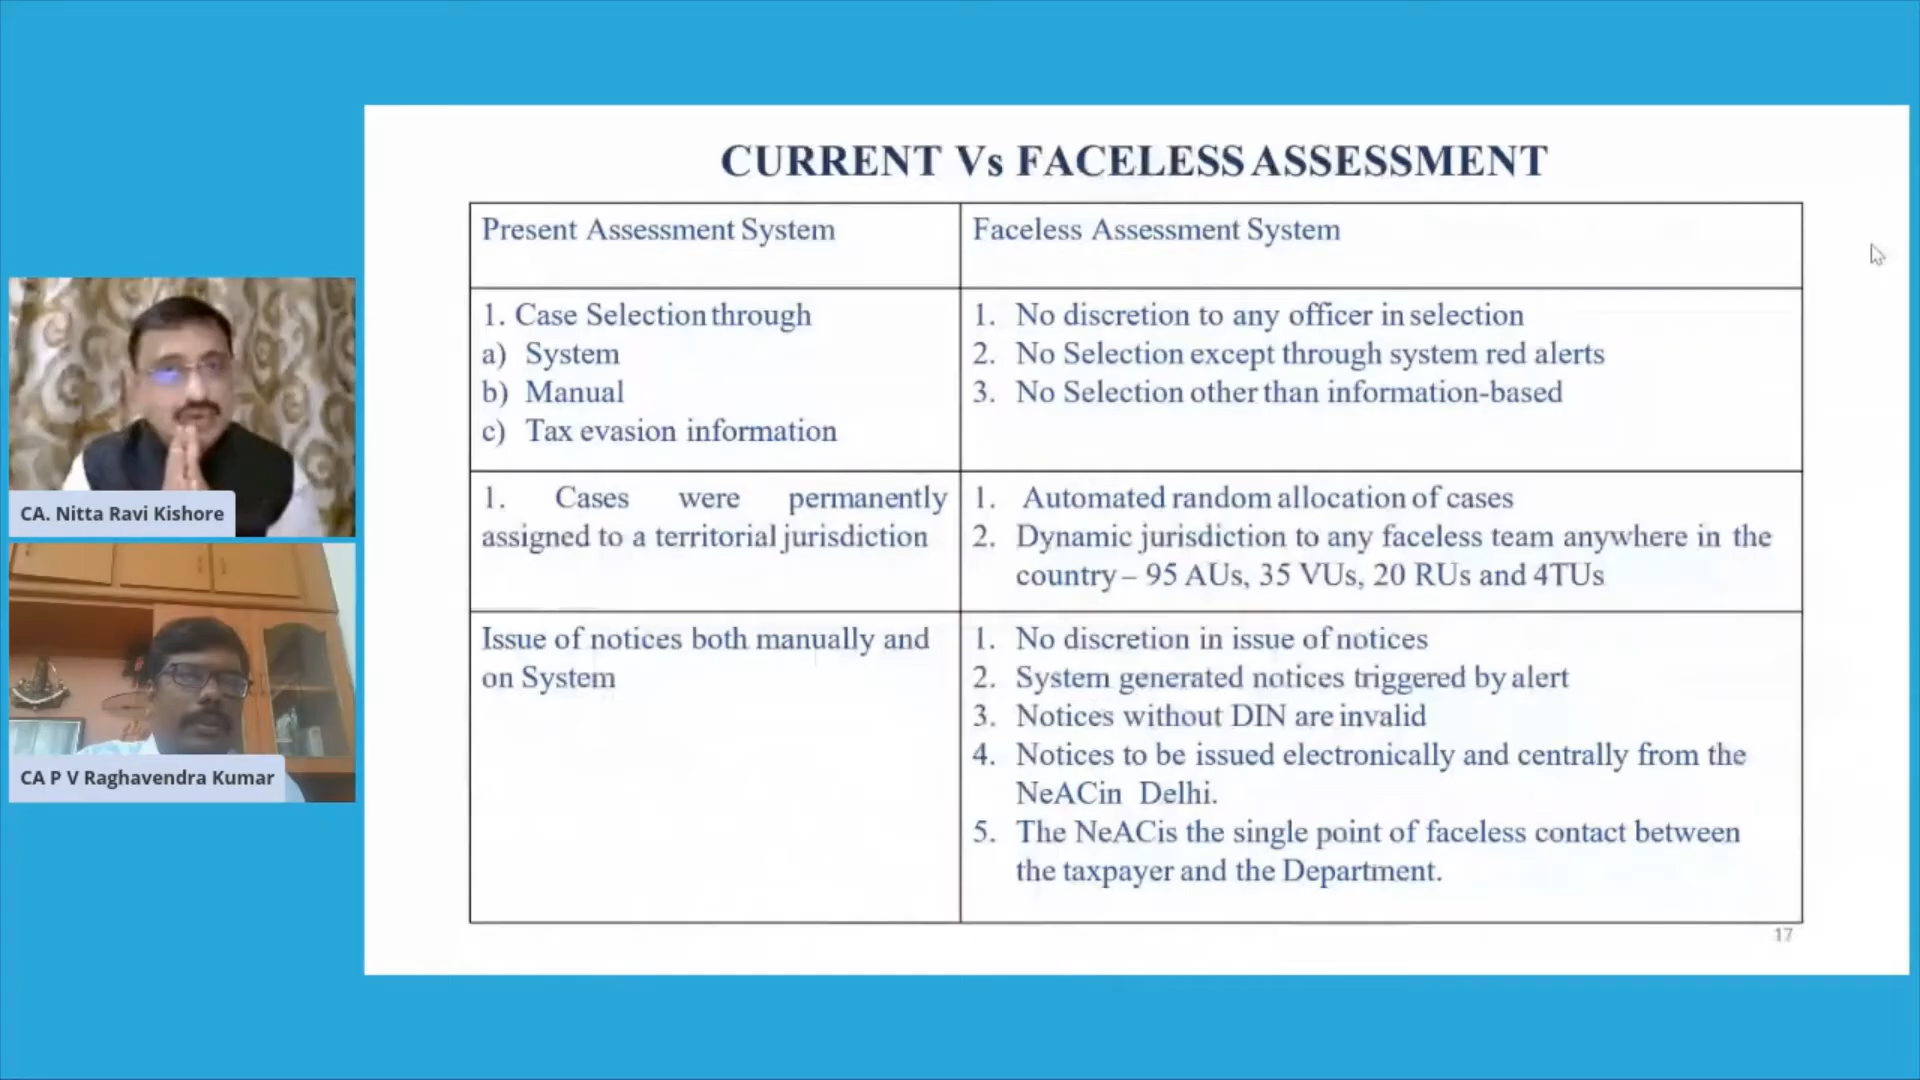 CURRENT Vs FACELESS ASSESSMENT
Present Assessment System
Faceless Assessment System
1. Case Selection through
a) System
b) Manual
c) Tax evasion information
1. No discretion to any officer in selection
2. No Selection except through system red alerts
3. No Selection other than information-based
1. Cases were permanently
assigned to a territorial jurisdiction
1. Automated random allocation of cases
2. Dynamic jurisdiction to any faceless team anywhere in the
country – 95 AUs, 35 VUs, 20 RUs and 4TUs
Issue of notices both manually and
on System
1. No discretion in issue of notices
2. System generated notices triggered by alert
3. Notices without DIN are invalid
4. Notices to be issued electronically and centrally from the
NeACin Delhi.
5. The NeACis the single point of faceless contact between
the taxpayer and the Department.
17
CA. Nitta Ravi Kishore
CA P V Raghavendra Kumar